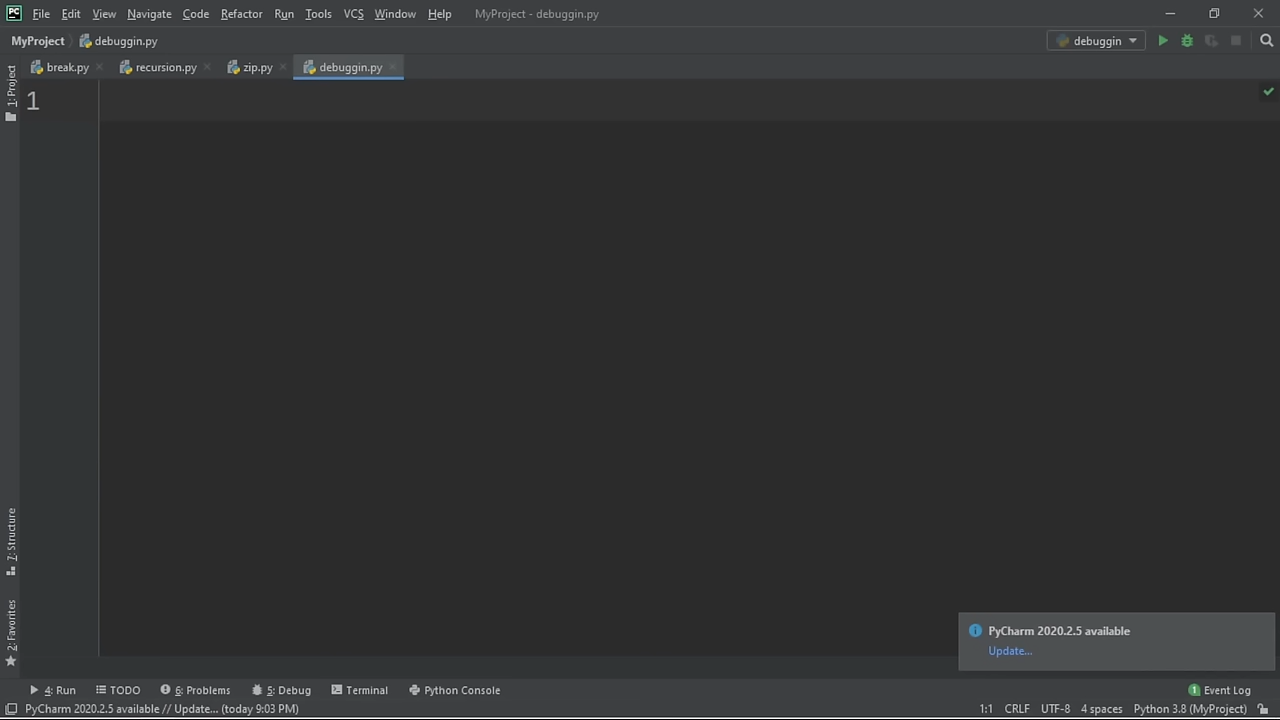 PC File Edit View Navigate Code Refactor Run Tools VCS Window Help MyProject - debuggin.py
MyProject debuggin.py debuggin
break.py recursion.py zip.py debuggin.py
1: Project
1
7: Structure
2: Favorites
PyCharm 2020.2.5 available
Update...
4: Run TODO 6: Problems 5: Debug Terminal Python Console 1 Event Log
PyCharm 2020.2.5 available // Update... (today 9:03 PM) 1:1 CRLF UTF-8 4 spaces Python 3.8 (MyProject)